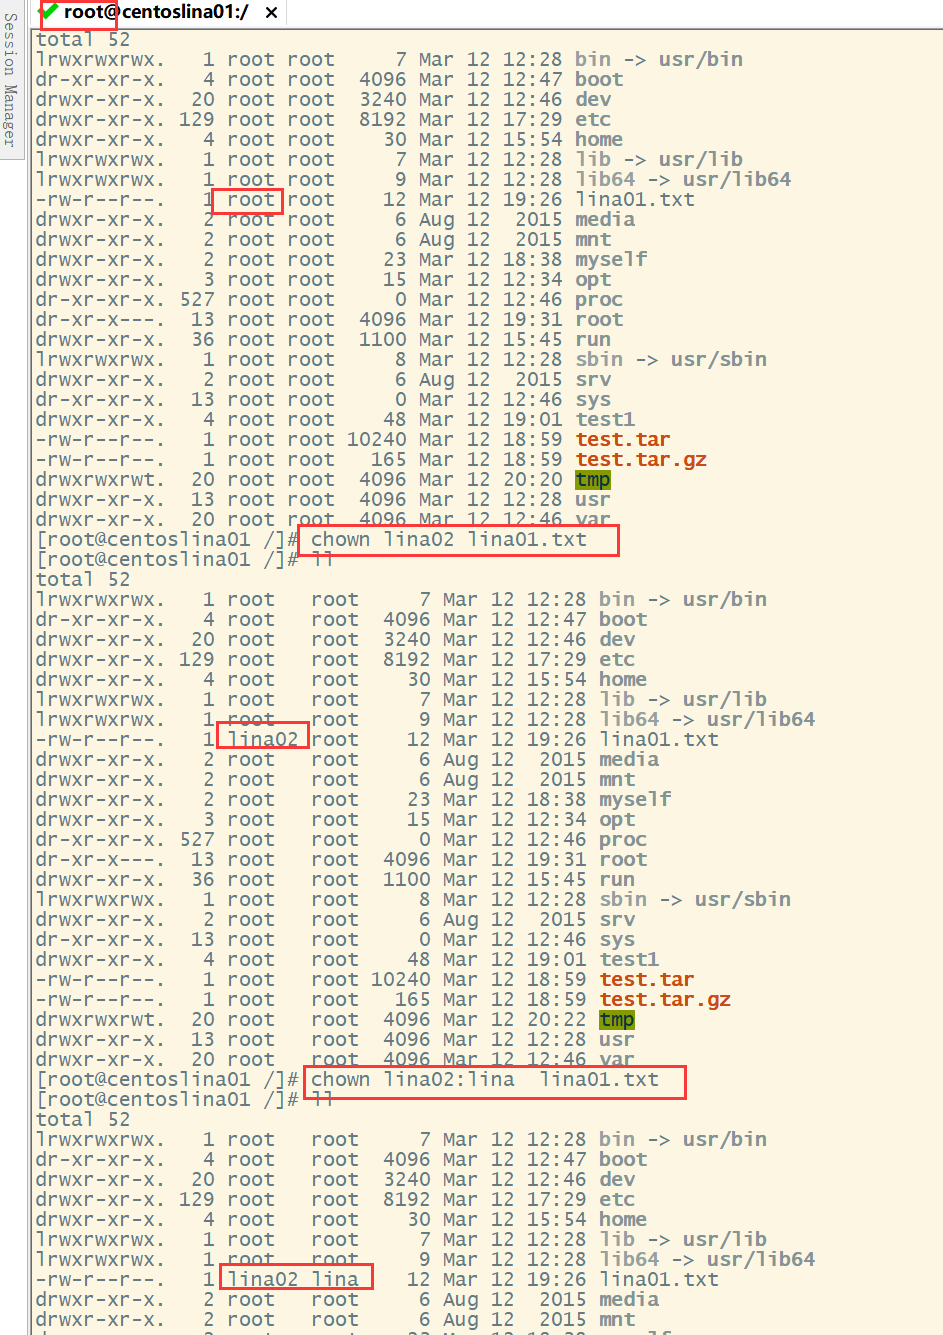 root@centoslina01:/ ×
Session Manager
total 52
lrwxrwxrwx.   1 root root     7 Mar 12 12:28 bin -> usr/bin
dr-xr-xr-x.   4 root root  4096 Mar 12 12:47 boot
drwxr-xr-x.  20 root root  3240 Mar 12 12:46 dev
drwxr-xr-x. 129 root root  8192 Mar 12 17:29 etc
drwxr-xr-x.   4 root root    30 Mar 12 15:54 home
lrwxrwxrwx.   1 root root     7 Mar 12 12:28 lib -> usr/lib
lrwxrwxrwx.   1 root root     9 Mar 12 12:28 lib64 -> usr/lib64
-rw-r--r--.   1 root root    12 Mar 12 19:26 lina01.txt
drwxr-xr-x.   2 root root     6 Aug 12  2015 media
drwxr-xr-x.   2 root root     6 Aug 12  2015 mnt
drwxr-xr-x.   2 root root    23 Mar 12 18:38 myself
drwxr-xr-x.   3 root root    15 Mar 12 12:34 opt
dr-xr-xr-x. 527 root root     0 Mar 12 12:46 proc
dr-xr-x---.  13 root root  4096 Mar 12 19:31 root
drwxr-xr-x.  36 root root  1100 Mar 12 15:45 run
lrwxrwxrwx.   1 root root     8 Mar 12 12:28 sbin -> usr/sbin
drwxr-xr-x.   2 root root     6 Aug 12  2015 srv
dr-xr-xr-x.  13 root root     0 Mar 12 12:46 sys
drwxr-xr-x.   4 root root    48 Mar 12 19:01 test1
-rw-r--r--.   1 root root 10240 Mar 12 18:59 test.tar
-rw-r--r--.   1 root root   165 Mar 12 18:59 test.tar.gz
drwxrwxrwt.  20 root root  4096 Mar 12 20:20 tmp
drwxr-xr-x.  13 root root  4096 Mar 12 12:28 usr
drwxr-xr-x.  20 root root  4096 Mar 12 12:46 var
[root@centoslina01 /]# chown lina02 lina01.txt
[root@centoslina01 /]# ll
total 52
lrwxrwxrwx.   1 root   root     7 Mar 12 12:28 bin -> usr/bin
dr-xr-xr-x.   4 root   root  4096 Mar 12 12:47 boot
drwxr-xr-x.  20 root   root  3240 Mar 12 12:46 dev
drwxr-xr-x. 129 root   root  8192 Mar 12 17:29 etc
drwxr-xr-x.   4 root   root    30 Mar 12 15:54 home
lrwxrwxrwx.   1 root   root     7 Mar 12 12:28 lib -> usr/lib
lrwxrwxrwx.   1 root   root     9 Mar 12 12:28 lib64 -> usr/lib64
-rw-r--r--.   1 lina02 root    12 Mar 12 19:26 lina01.txt
drwxr-xr-x.   2 root   root     6 Aug 12  2015 media
drwxr-xr-x.   2 root   root     6 Aug 12  2015 mnt
drwxr-xr-x.   2 root   root    23 Mar 12 18:38 myself
drwxr-xr-x.   3 root   root    15 Mar 12 12:34 opt
dr-xr-xr-x. 527 root   root     0 Mar 12 12:46 proc
dr-xr-x---.  13 root   root  4096 Mar 12 19:31 root
drwxr-xr-x.  36 root   root  1100 Mar 12 15:45 run
lrwxrwxrwx.   1 root   root     8 Mar 12 12:28 sbin -> usr/sbin
drwxr-xr-x.   2 root   root     6 Aug 12  2015 srv
dr-xr-xr-x.  13 root   root     0 Mar 12 12:46 sys
drwxr-xr-x.   4 root   root    48 Mar 12 19:01 test1
-rw-r--r--.   1 root   root 10240 Mar 12 18:59 test.tar
-rw-r--r--.   1 root   root   165 Mar 12 18:59 test.tar.gz
drwxrwxrwt.  20 root   root  4096 Mar 12 20:22 tmp
drwxr-xr-x.  13 root   root  4096 Mar 12 12:28 usr
drwxr-xr-x.  20 root   root  4096 Mar 12 12:46 var
[root@centoslina01 /]# chown lina02:lina  lina01.txt
[root@centoslina01 /]# ll
total 52
lrwxrwxrwx.   1 root   root     7 Mar 12 12:28 bin -> usr/bin
dr-xr-xr-x.   4 root   root  4096 Mar 12 12:47 boot
drwxr-xr-x.  20 root   root  3240 Mar 12 12:46 dev
drwxr-xr-x. 129 root   root  8192 Mar 12 17:29 etc
drwxr-xr-x.   4 root   root    30 Mar 12 15:54 home
lrwxrwxrwx.   1 root   root     7 Mar 12 12:28 lib -> usr/lib
lrwxrwxrwx.   1 root   root     9 Mar 12 12:28 lib64 -> usr/lib64
-rw-r--r--.   1 lina02 lina    12 Mar 12 19:26 lina01.txt
drwxr-xr-x.   2 root   root     6 Aug 12  2015 media
drwxr-xr-x.   2 root   root     6 Aug 12  2015 mnt